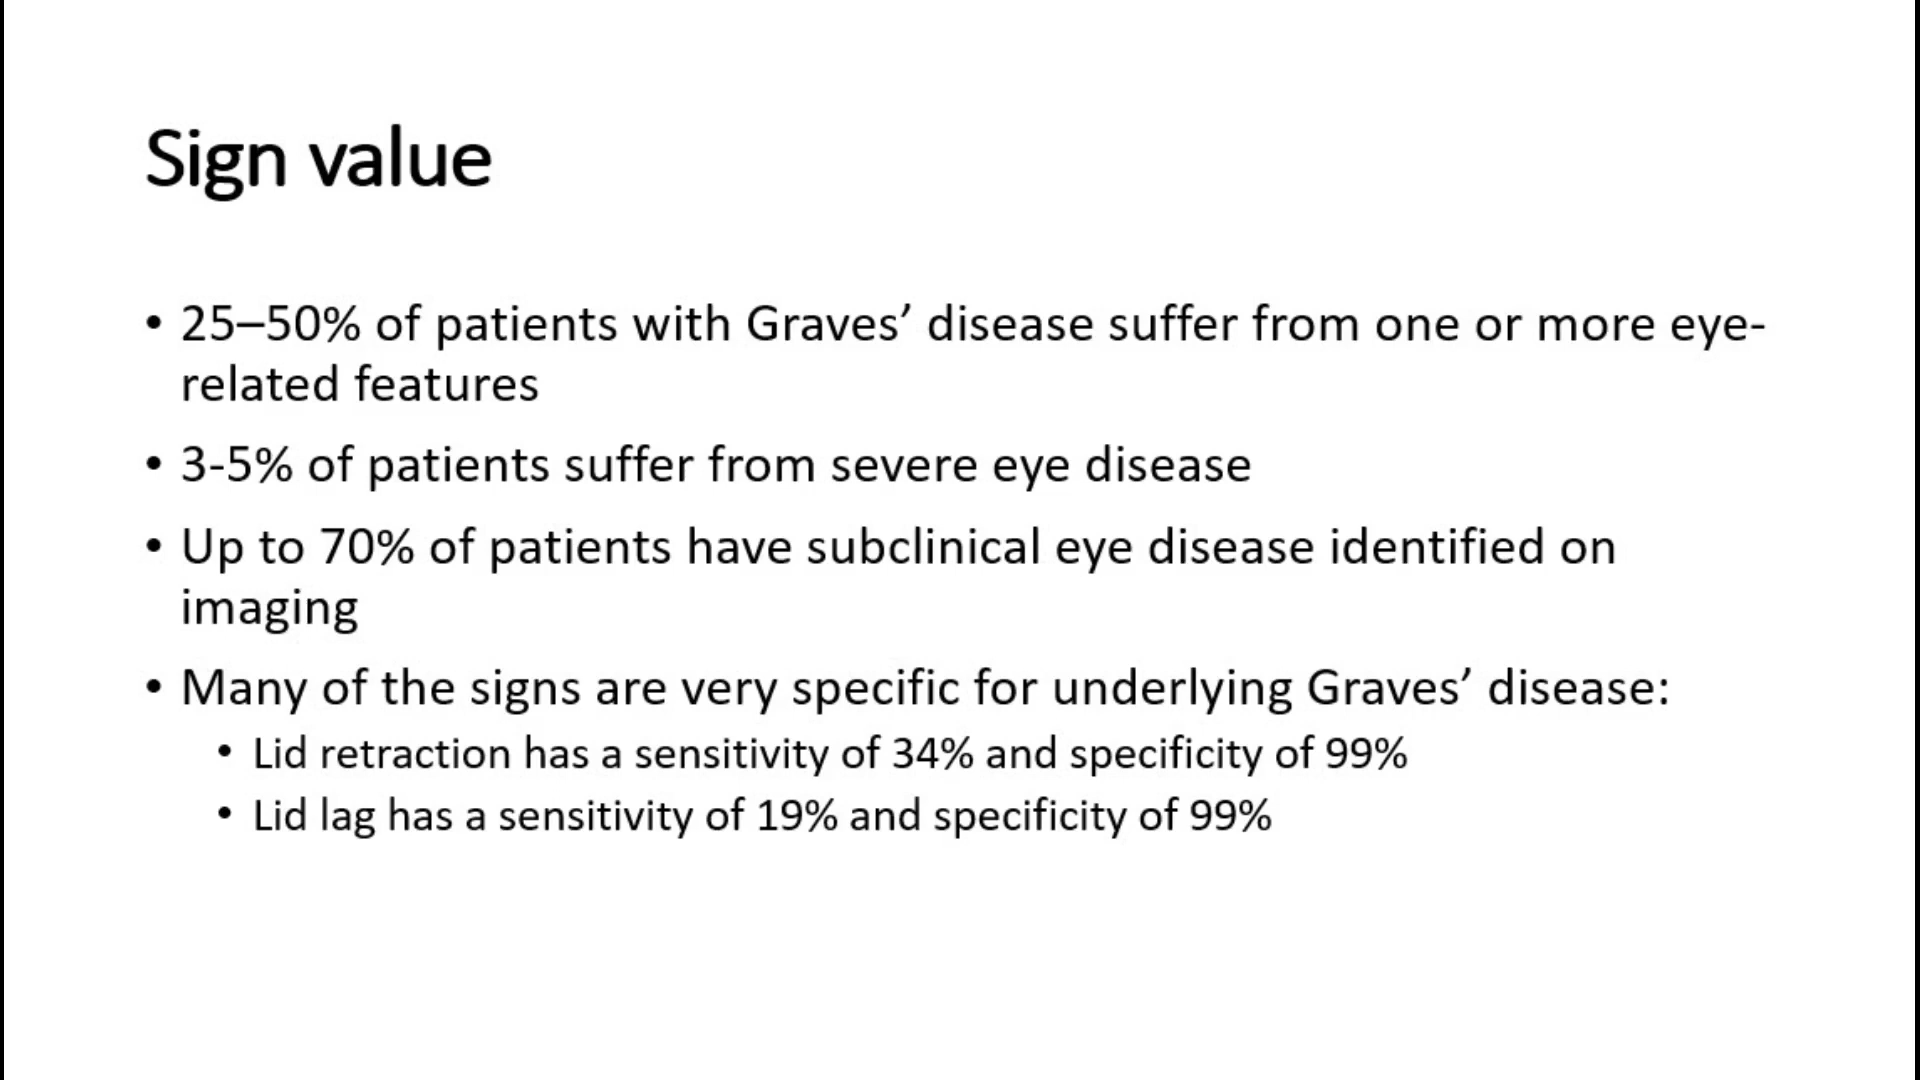 Sign value
• 25–50% of patients with Graves’ disease suffer from one or more eye-
related features
• 3-5% of patients suffer from severe eye disease
• Up to 70% of patients have subclinical eye disease identified on
imaging
• Many of the signs are very specific for underlying Graves’ disease:
• Lid retraction has a sensitivity of 34% and specificity of 99%
• Lid lag has a sensitivity of 19% and specificity of 99%